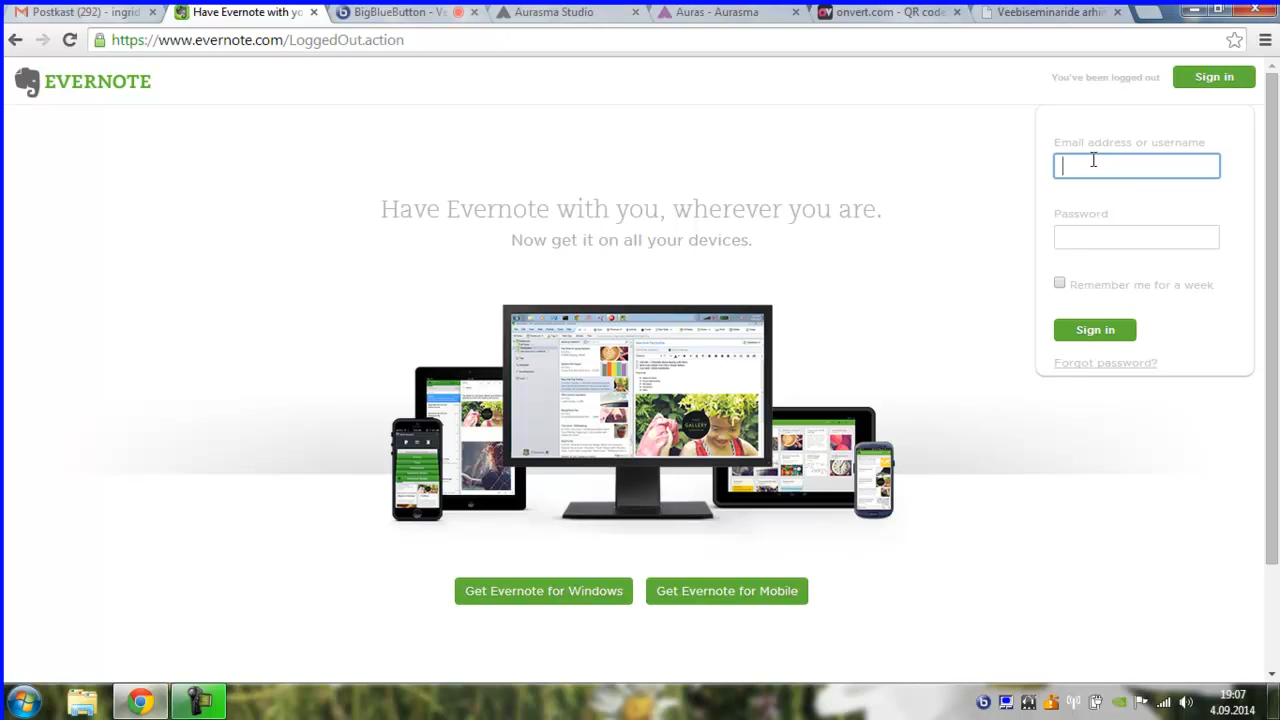 Postkast (292) - ingrid
Have Evernote with yo
BigBlueButton - Ve
Aurasma Studio
Auras - Aurasma
onvert.com - QR code
Veebiseminaride arhi
https://www.evernote.com/LoggedOut.action
EVERNOTE
You've been logged out
Sign in
Email address or username
Password
Remember me for a week
Sign in
Forgot password?
Have Evernote with you, wherever you are.
Now get it on all your devices.
GALLERY
Get Evernote for Windows
Get Evernote for Mobile
19:07
4.09.2014